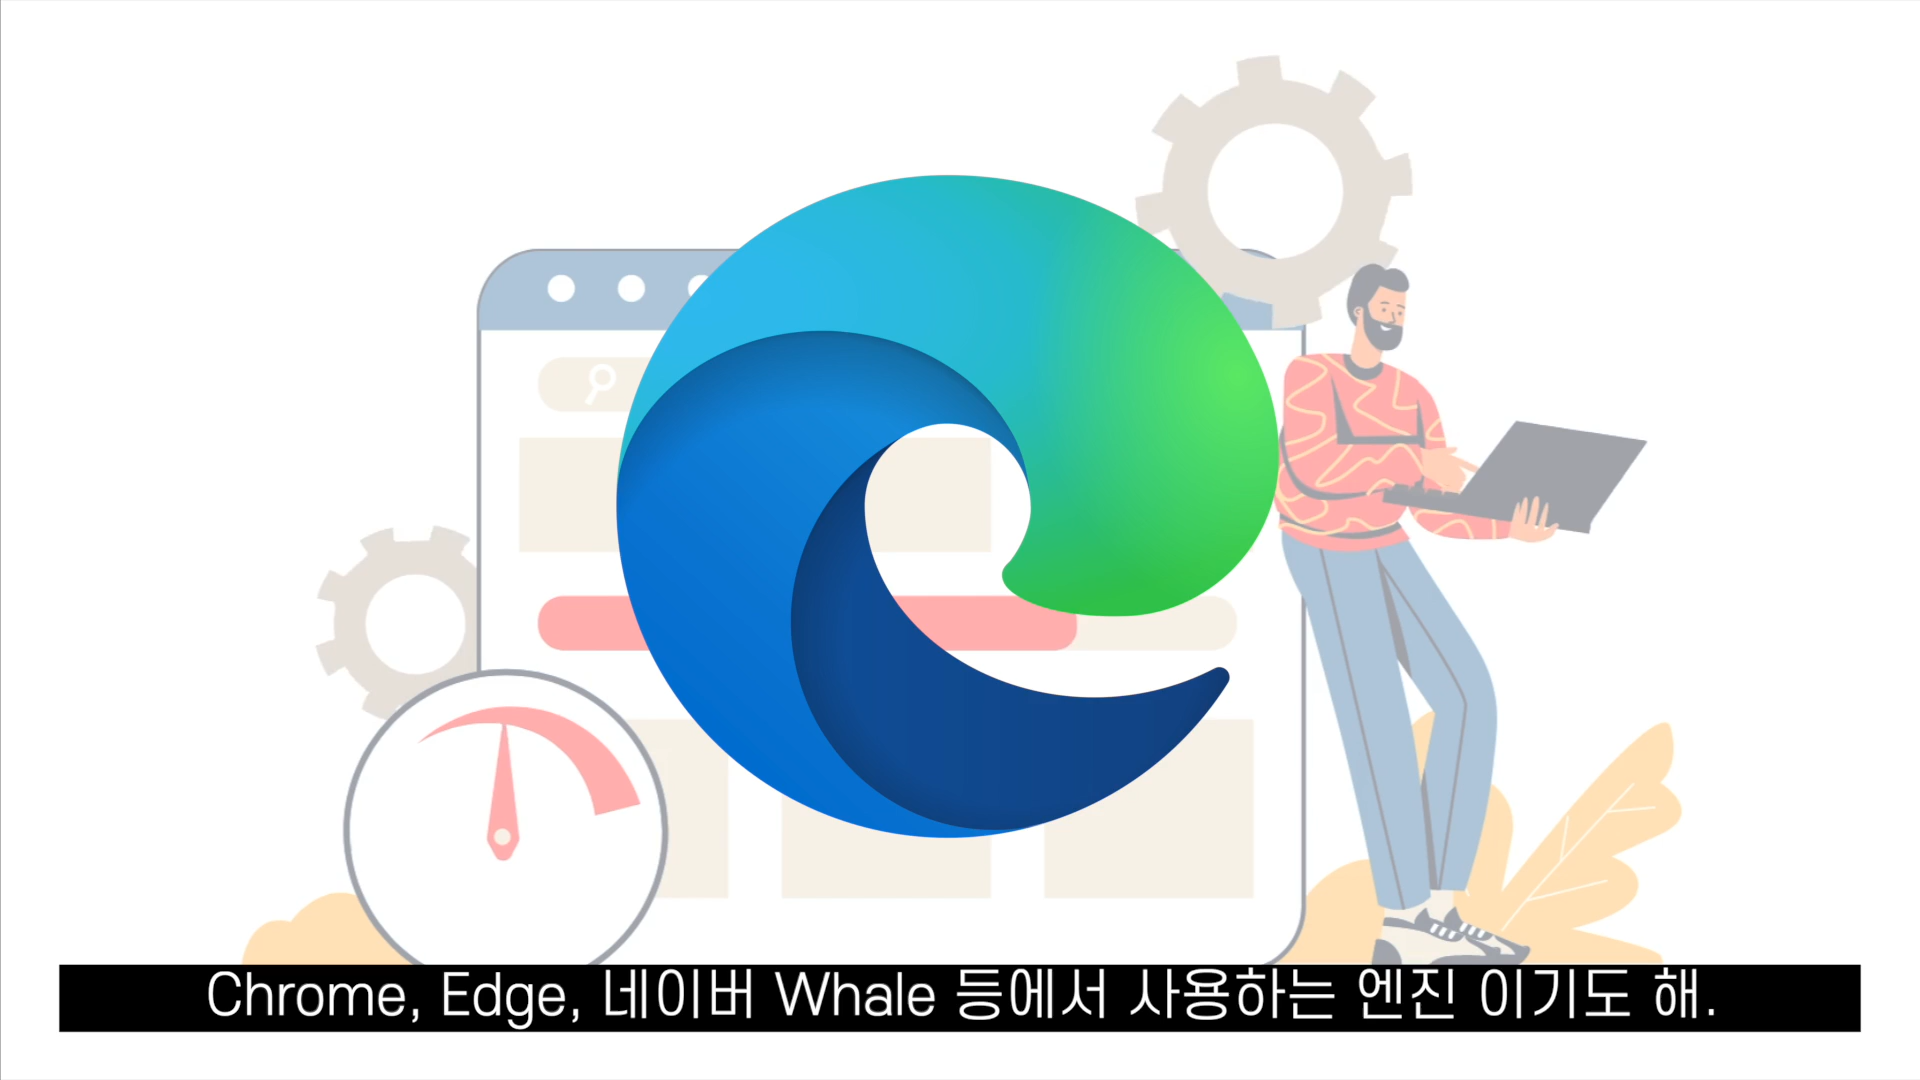 Chrome, Edge, 네이버 Whale 등에서 사용하는 엔진 이기도 해.